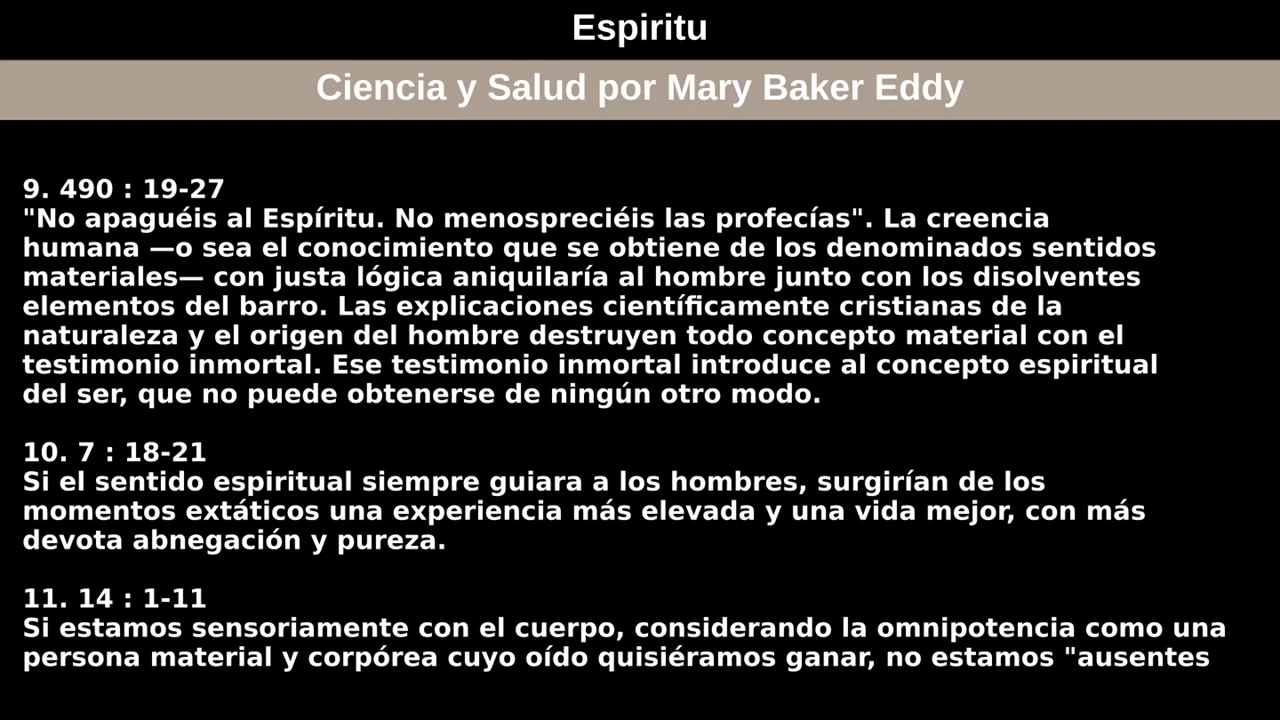 Espiritu
Ciencia y Salud por Mary Baker Eddy
9. 490 : 19-27
"No apaguéis al Espíritu. No menospreciéis las profecías". La creencia
humana —o sea el conocimiento que se obtiene de los denominados sentidos
materiales— con justa lógica aniquilaría al hombre junto con los disolventes
elementos del barro. Las explicaciones científicamente cristianas de la
naturaleza y el origen del hombre destruyen todo concepto material con el
testimonio inmortal. Ese testimonio inmortal introduce al concepto espiritual
del ser, que no puede obtenerse de ningún otro modo.
10. 7 : 18-21
Si el sentido espiritual siempre guiara a los hombres, surgirían de los
momentos extáticos una experiencia más elevada y una vida mejor, con más
devota abnegación y pureza.
11. 14 : 1-11
Si estamos sensoriamente con el cuerpo, considerando la omnipotencia como una
persona material y corpórea cuyo oído quisiéramos ganar, no estamos "ausentes